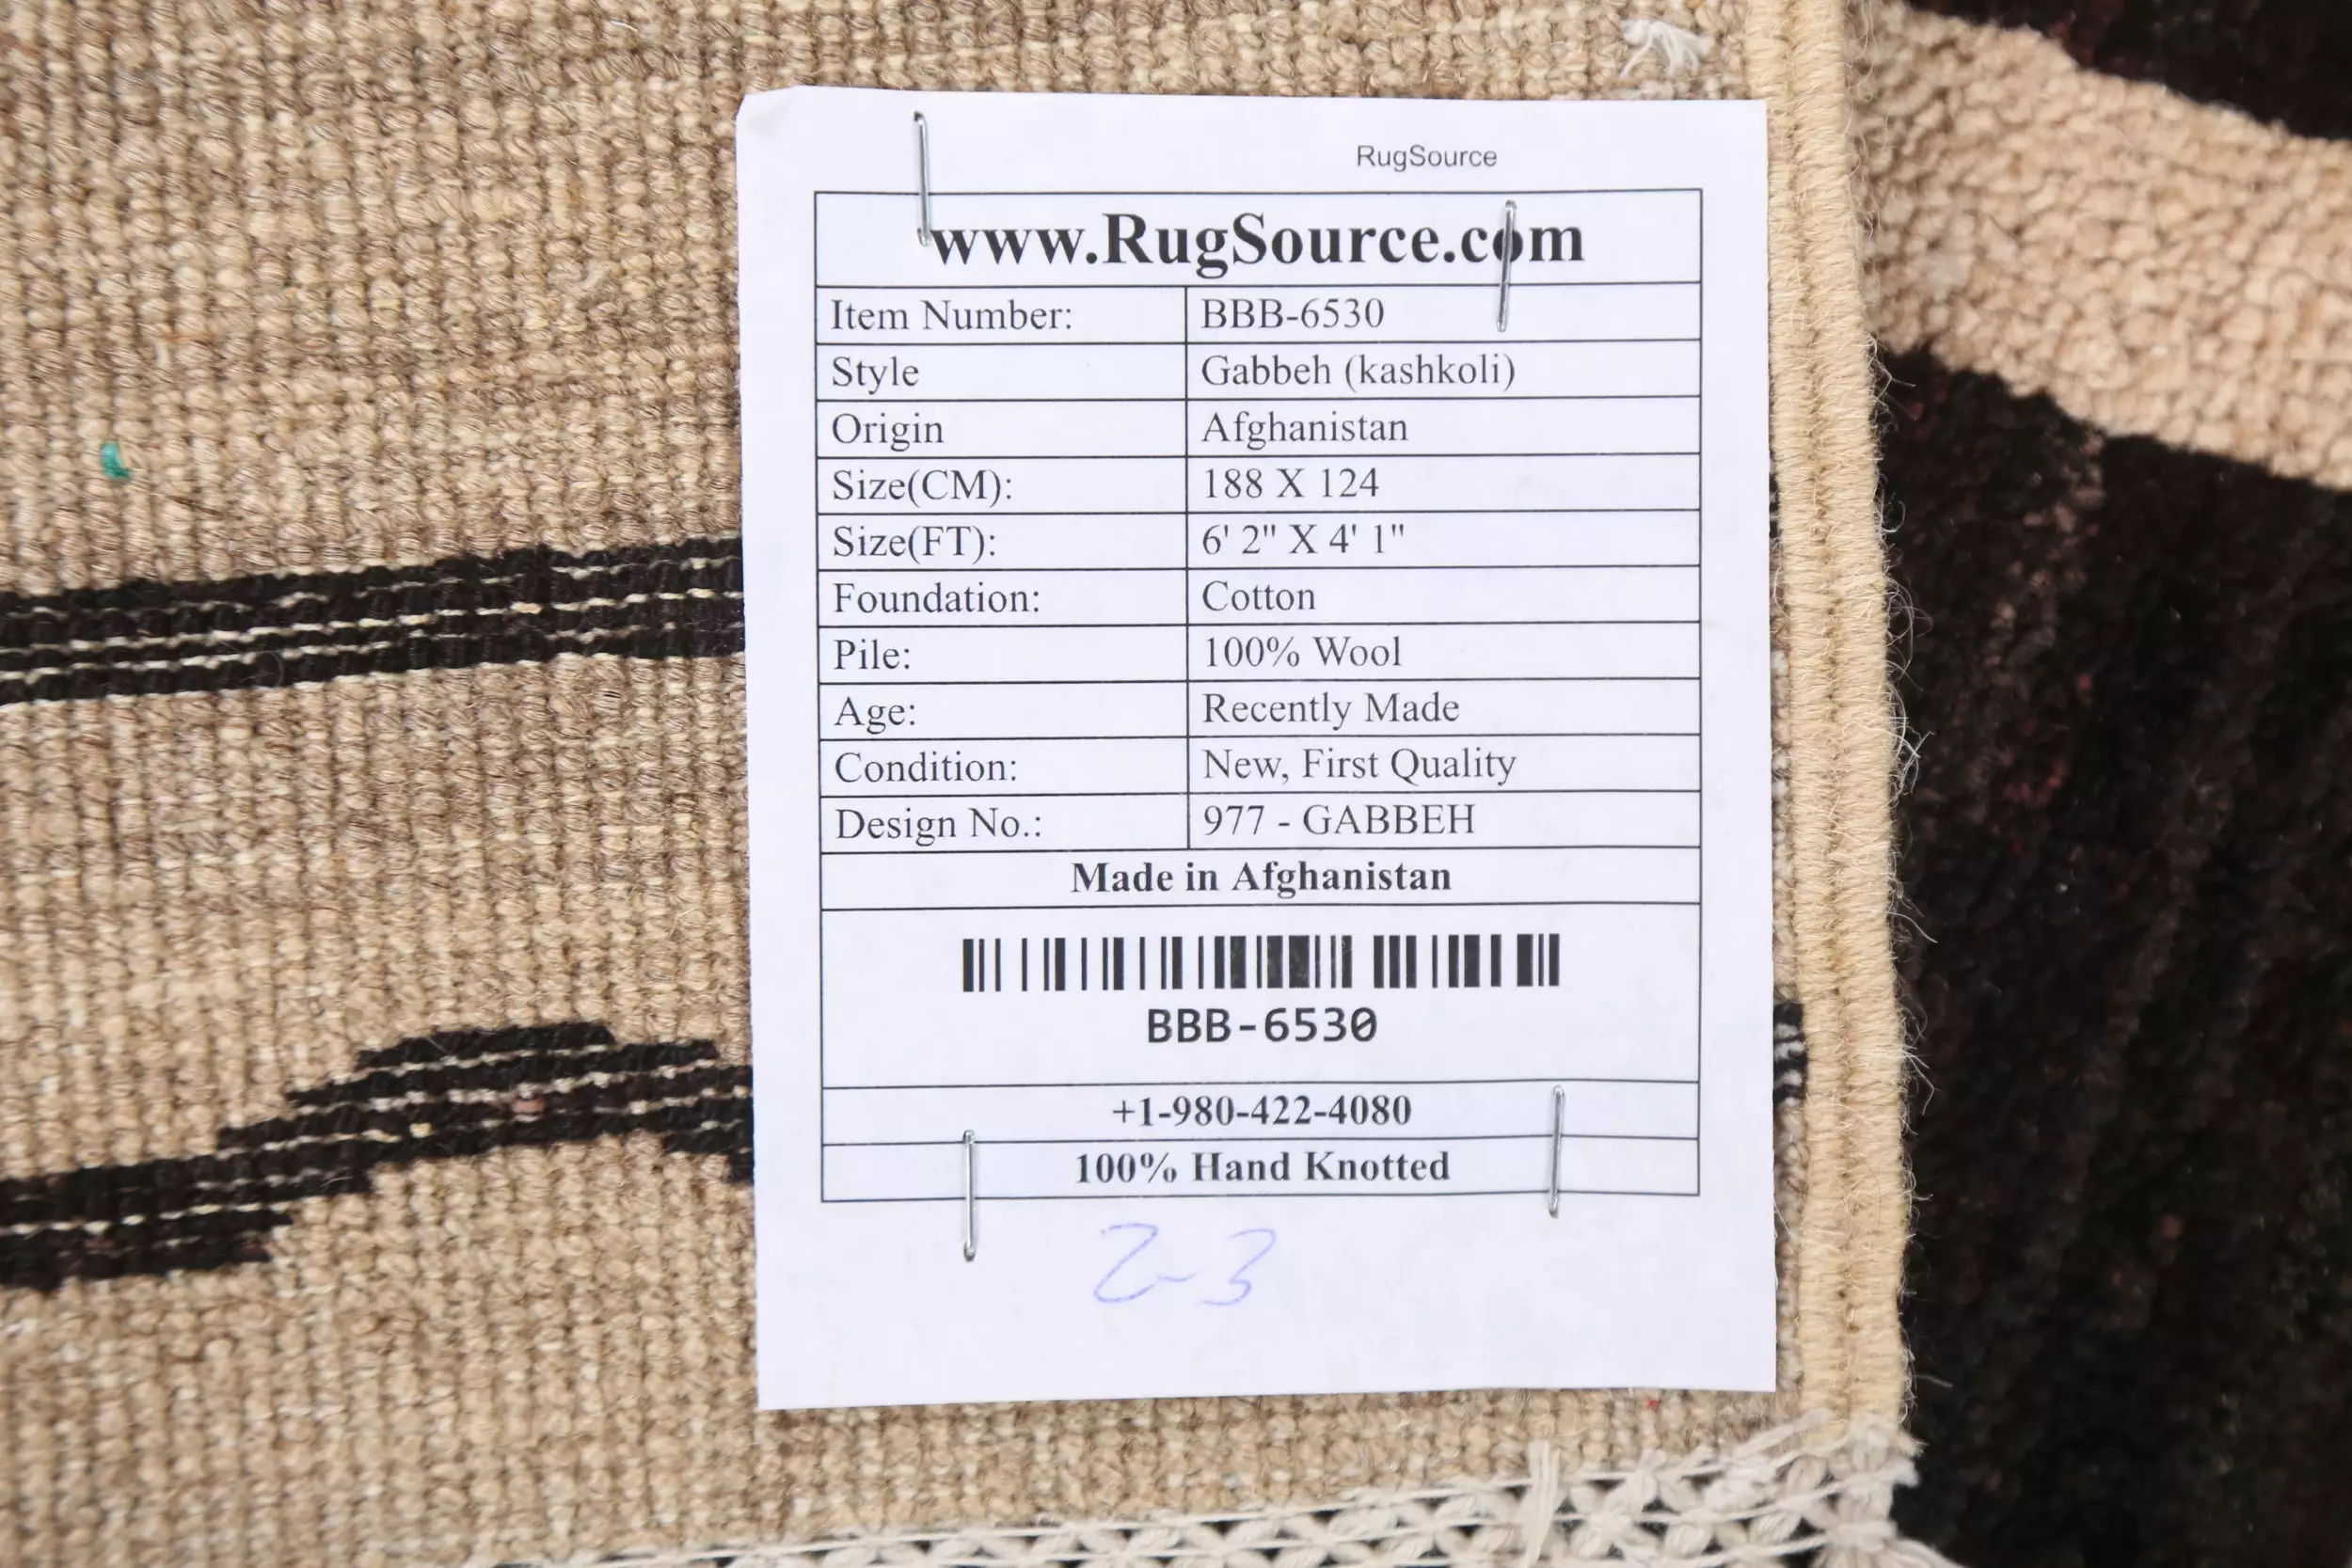 RugSource
www.RugSource.com
Item Number: BBB-6530
Style Gabbeh (kashkoli)
Origin Afghanistan
Size(CM): 188 X 124
Size(FT): 6' 2" X 4' 1"
Foundation: Cotton
Pile: 100% Wool
Age: Recently Made
Condition: New, First Quality
Design No.: 977 - GABBEH
Made in Afghanistan
BBB-6530
+1-980-422-4080
100% Hand Knotted
2-3